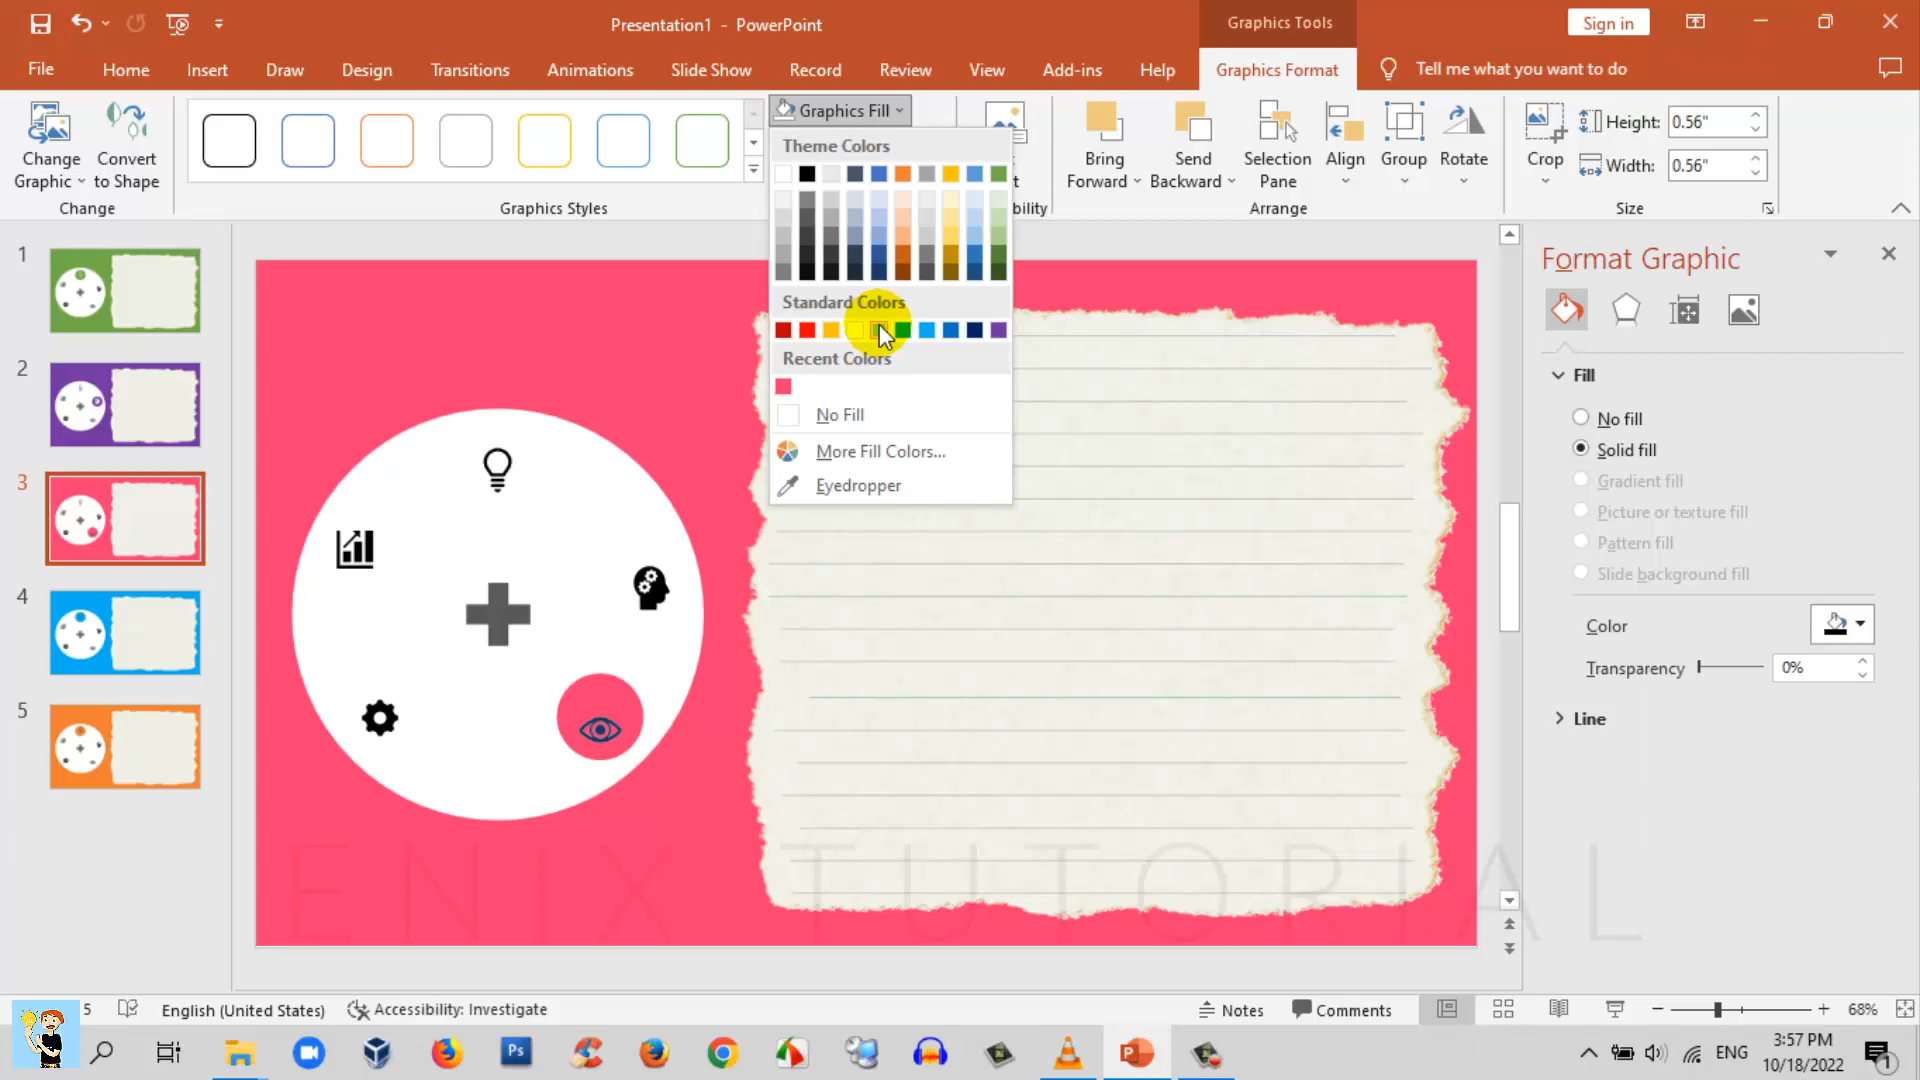 Presentation1 - PowerPoint
Graphics Tools
Sign in
File
Home
Insert
Draw
Design
Transitions
Animations
Slide Show
Record
Review
View
Add-ins
Help
Graphics Format
Tell me what you want to do
Change
Graphic
Convert
to Shape
Change
Graphics Styles
Graphics Fill
Theme Colors
Standard Colors
Recent Colors
No Fill
More Fill Colors...
Eyedropper
Bring
Forward
Send
Backward
Selection
Pane
Align
Group
Rotate
Arrange
Crop
Height:
0.56"
Width:
0.56"
Size
1
2
3
4
5
Format Graphic
Fill
No fill
Solid fill
Gradient fill
Picture or texture fill
Pattern fill
Slide background fill
Color
Transparency
0%
Line
ENIX TUTORIAL
5
English (United States)
Accessibility: Investigate
Notes
Comments
68%
Ps
P
ENG
3:57 PM
10/18/2022
1